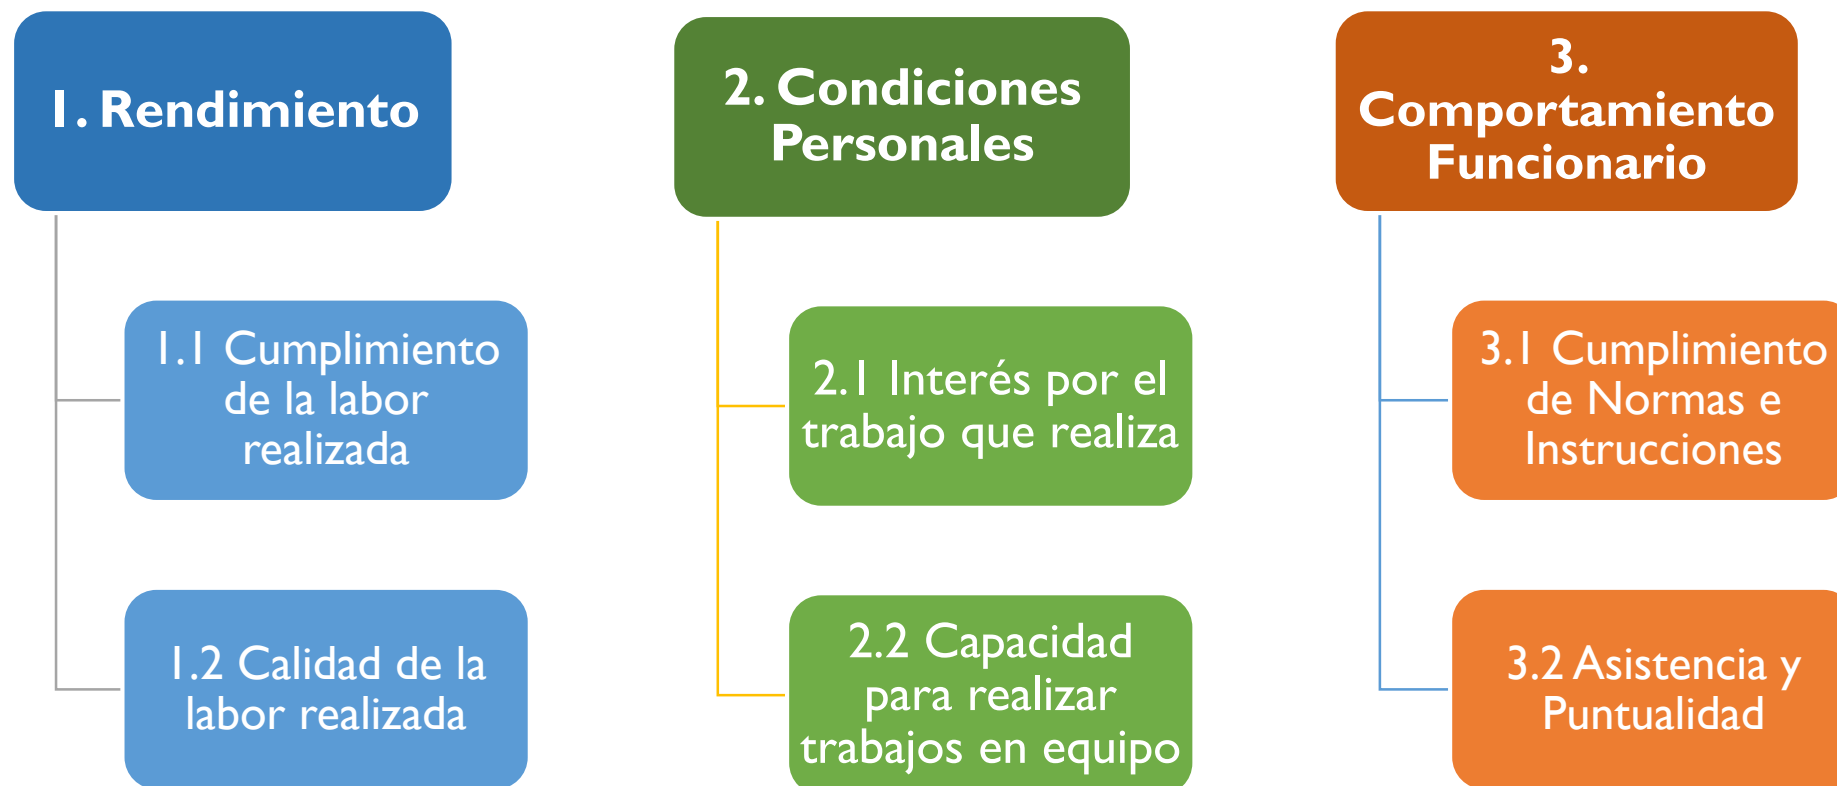 1. Rendimiento
1.1 Cumplimiento
de la labor
realizada
1.2 Calidad de la
labor realizada
2. Condiciones
Personales
2.1 Interés por el
trabajo que realiza
2.2 Capacidad
para realizar
trabajos en equipo
3.
Comportamiento
Funcionario
3.1 Cumplimiento
de Normas e
Instrucciones
3.2 Asistencia y
Puntualidad